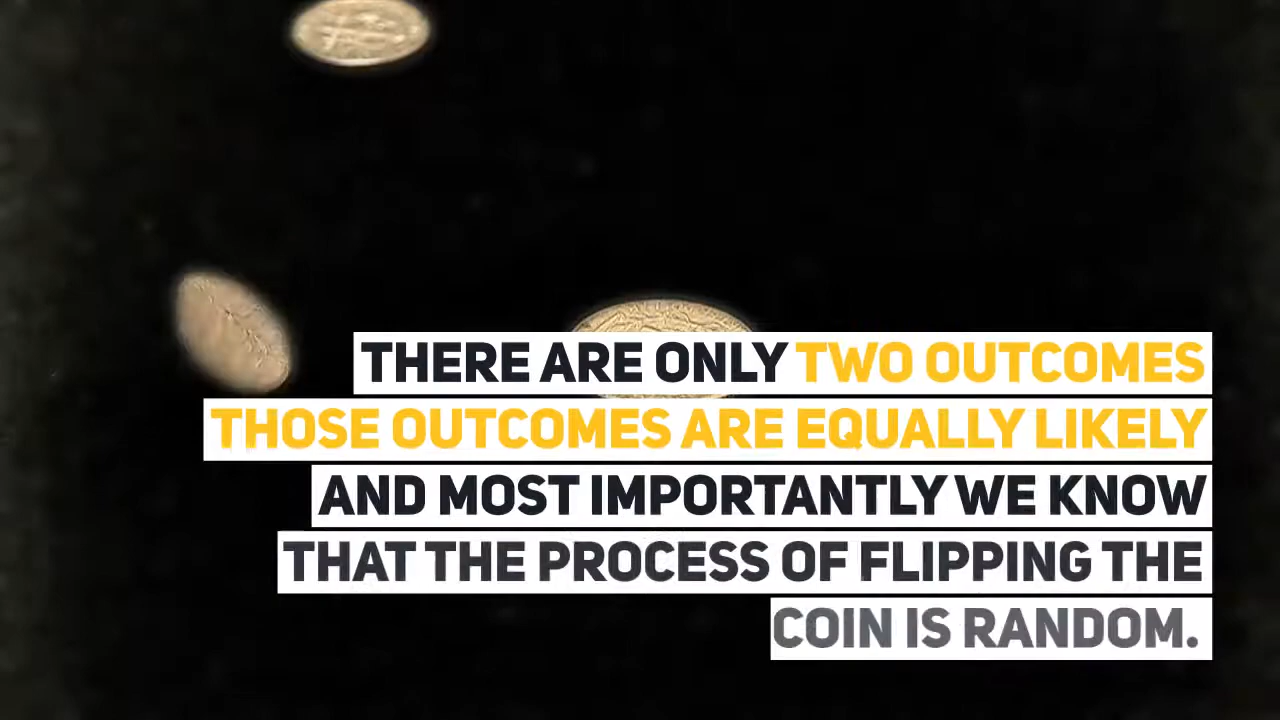 THERE ARE ONLY TWO OUTCOMES
THOSE OUTCOMES ARE EQUALLY LIKELY
AND MOST IMPORTANTLY WE KNOW
THAT THE PROCESS OF FLIPPING THE
COIN IS RANDOM.